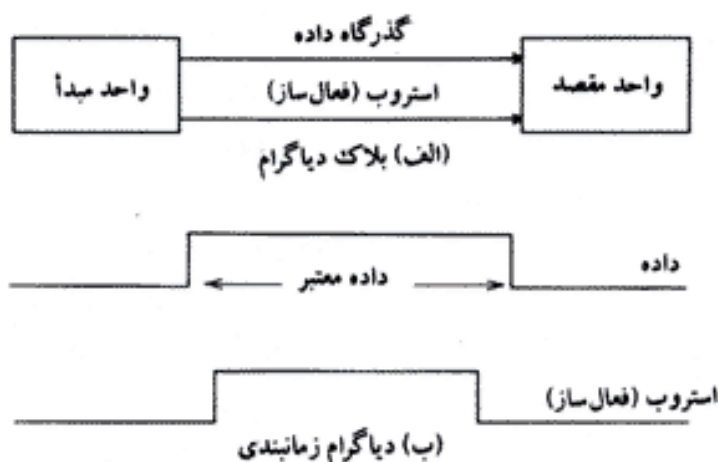 گذرگاه داده
واحد مبدأ
واحد مقصد
استروب (فعال‌ساز)
(الف) بلاک دیاگرام
داده
داده معتبر
استروب (فعال‌ساز)
(ب) دیاگرام زمانبندی